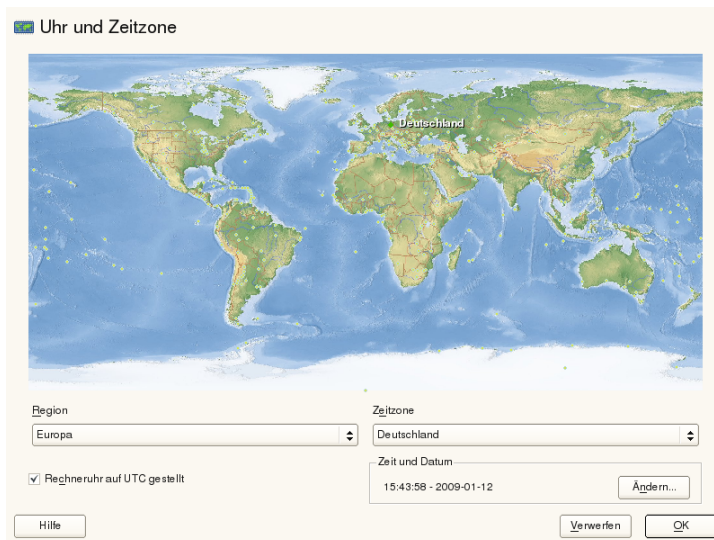 Uhr und Zeitzone
Deutschland
Region
Zeitzone
Europa
Deutschland
Rechneruhr auf UTC gestellt
Zeit und Datum
15:43:58 - 2009-01-12
Ändern...
Hilfe
Verwerfen
OK